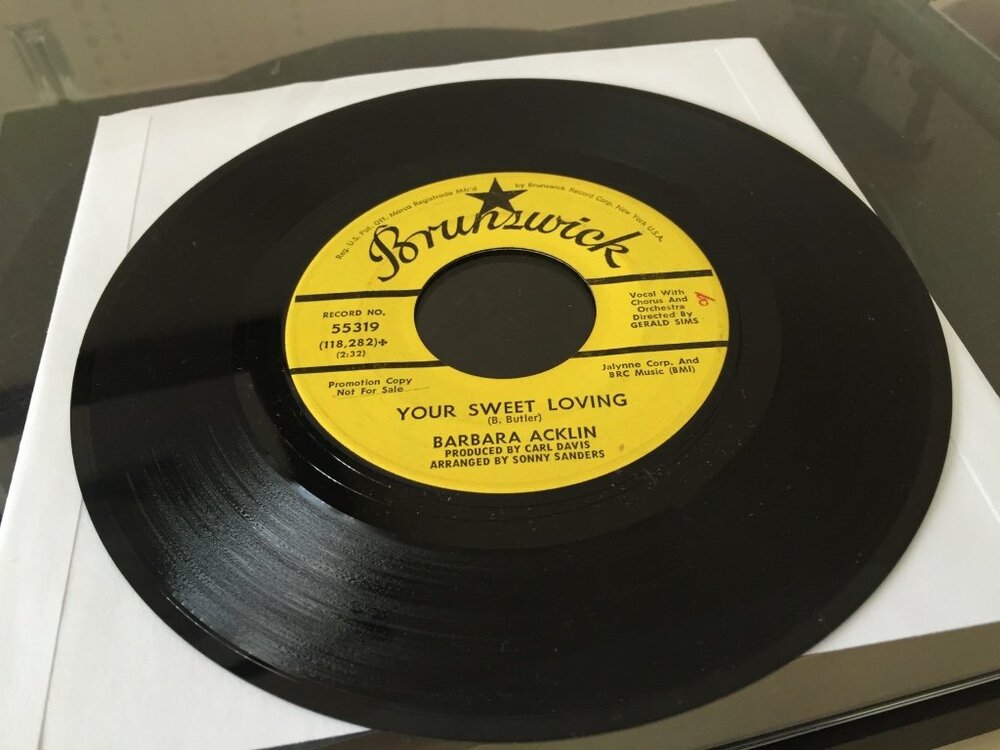 Reg. U.S. Pat. Off. Marca Registrada Mfr'd by Brunswick Record Corp. New York, U.S.A.
Brunswick
RECORD NO.
55319
(118,282)+
(2:32)
Vocal With
Chorus And
Orchestra
Directed By
GERALD SIMS
Promotion Copy
Not For Sale
Jalynne Corp. And
BRC Music (BMI)
YOUR SWEET LOVING
(B. Butler)
BARBARA ACKLIN
PRODUCED BY CARL DAVIS
ARRANGED BY SONNY SANDERS